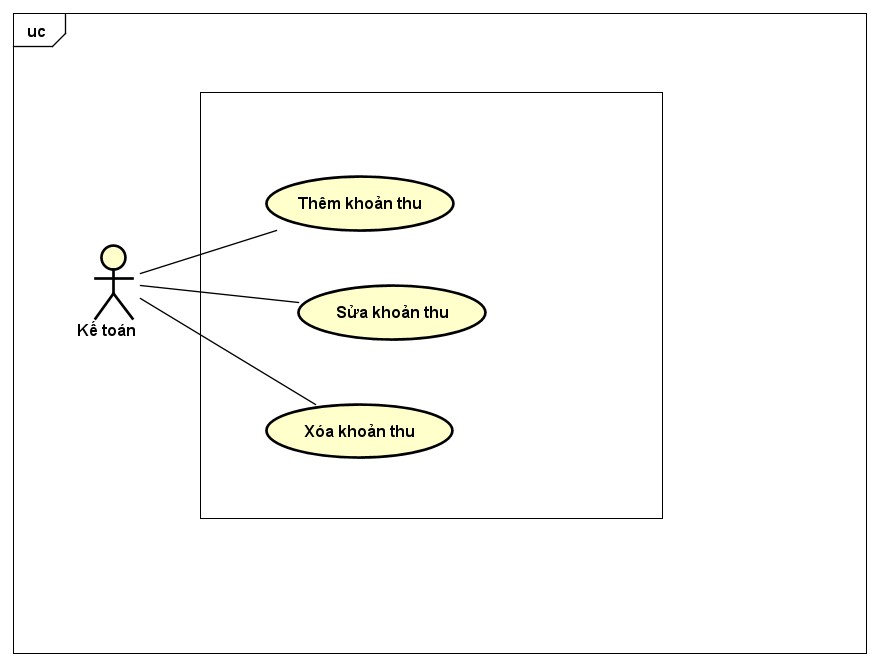 uc
Thêm khoản thu
Sửa khoản thu
Kế toán
Xóa khoản thu